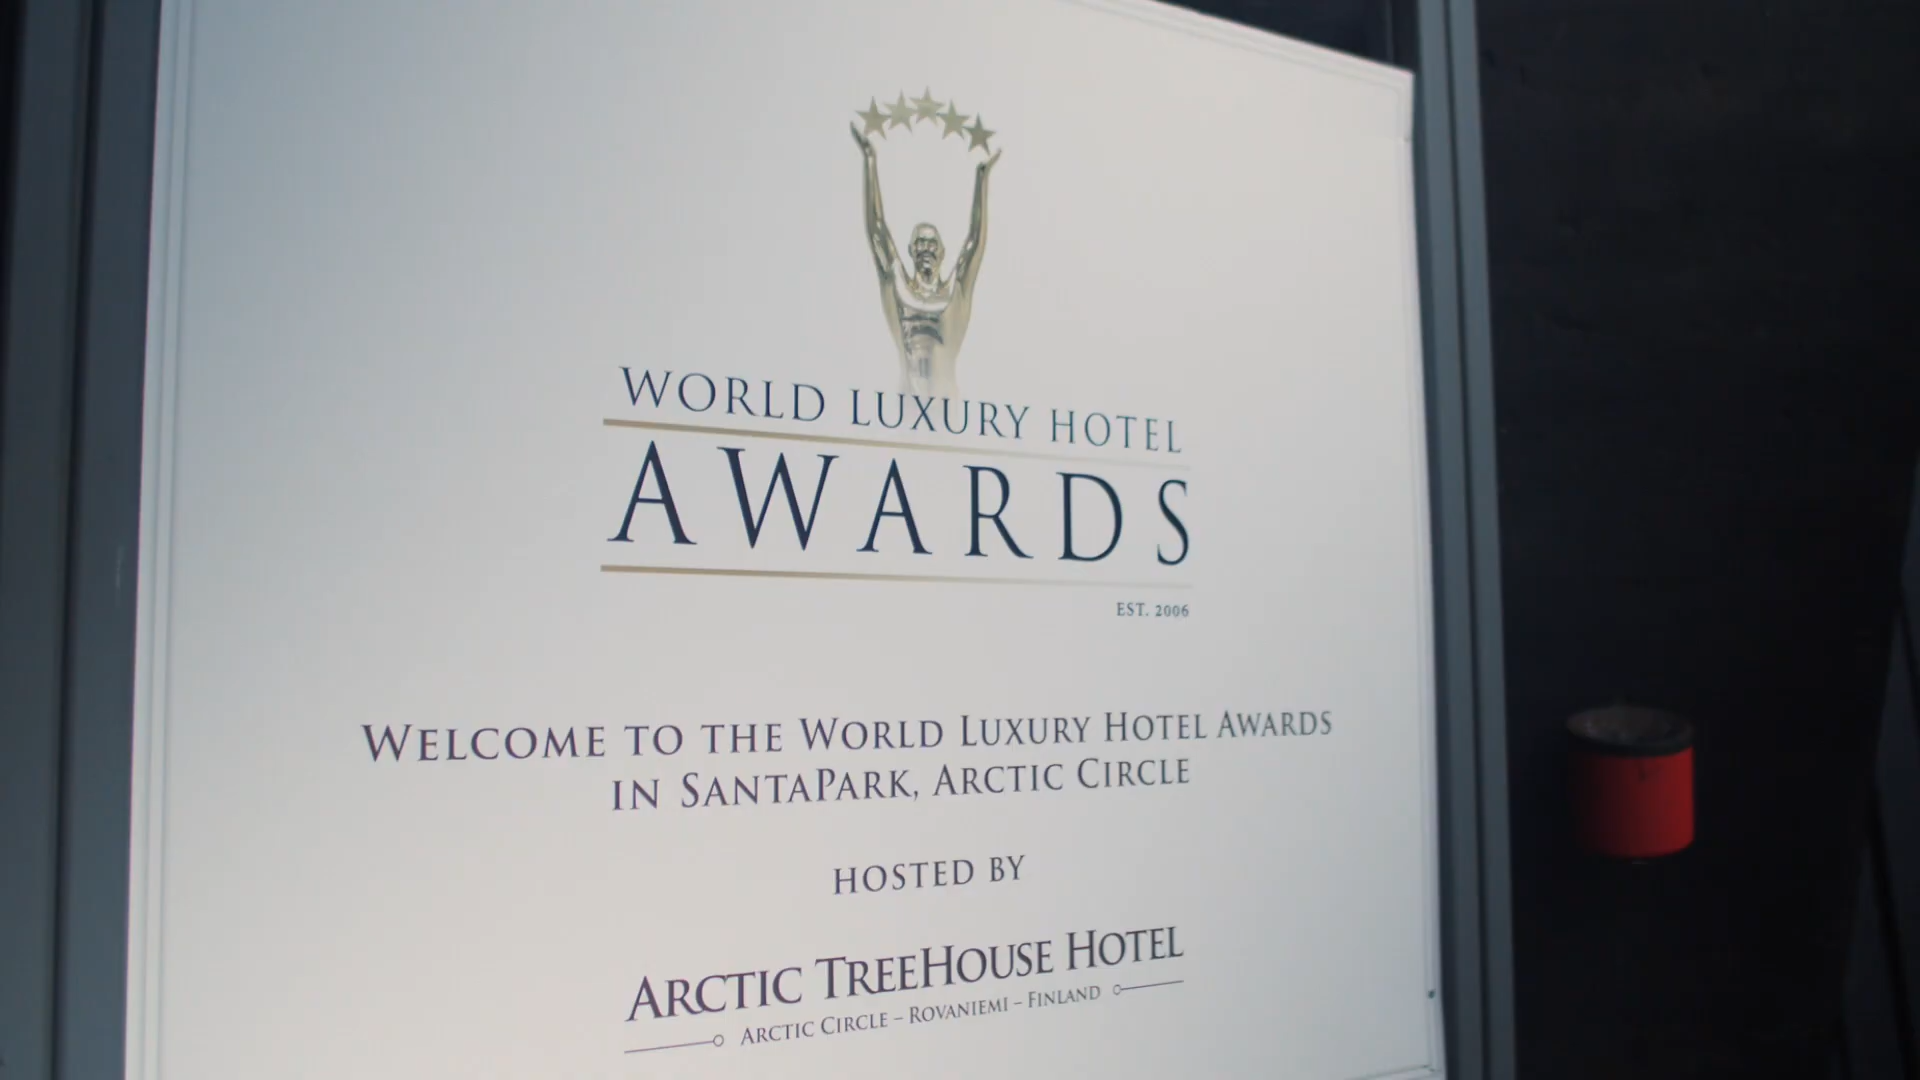 WORLD LUXURY HOTEL
AWARDS
EST. 2006
WELCOME TO THE WORLD LUXURY HOTEL AWARDS
IN SANTAPARK, ARCTIC CIRCLE
HOSTED BY
ARCTIC TREEHOUSE HOTEL
ARCTIC CIRCLE – ROVANIEMI – FINLAND